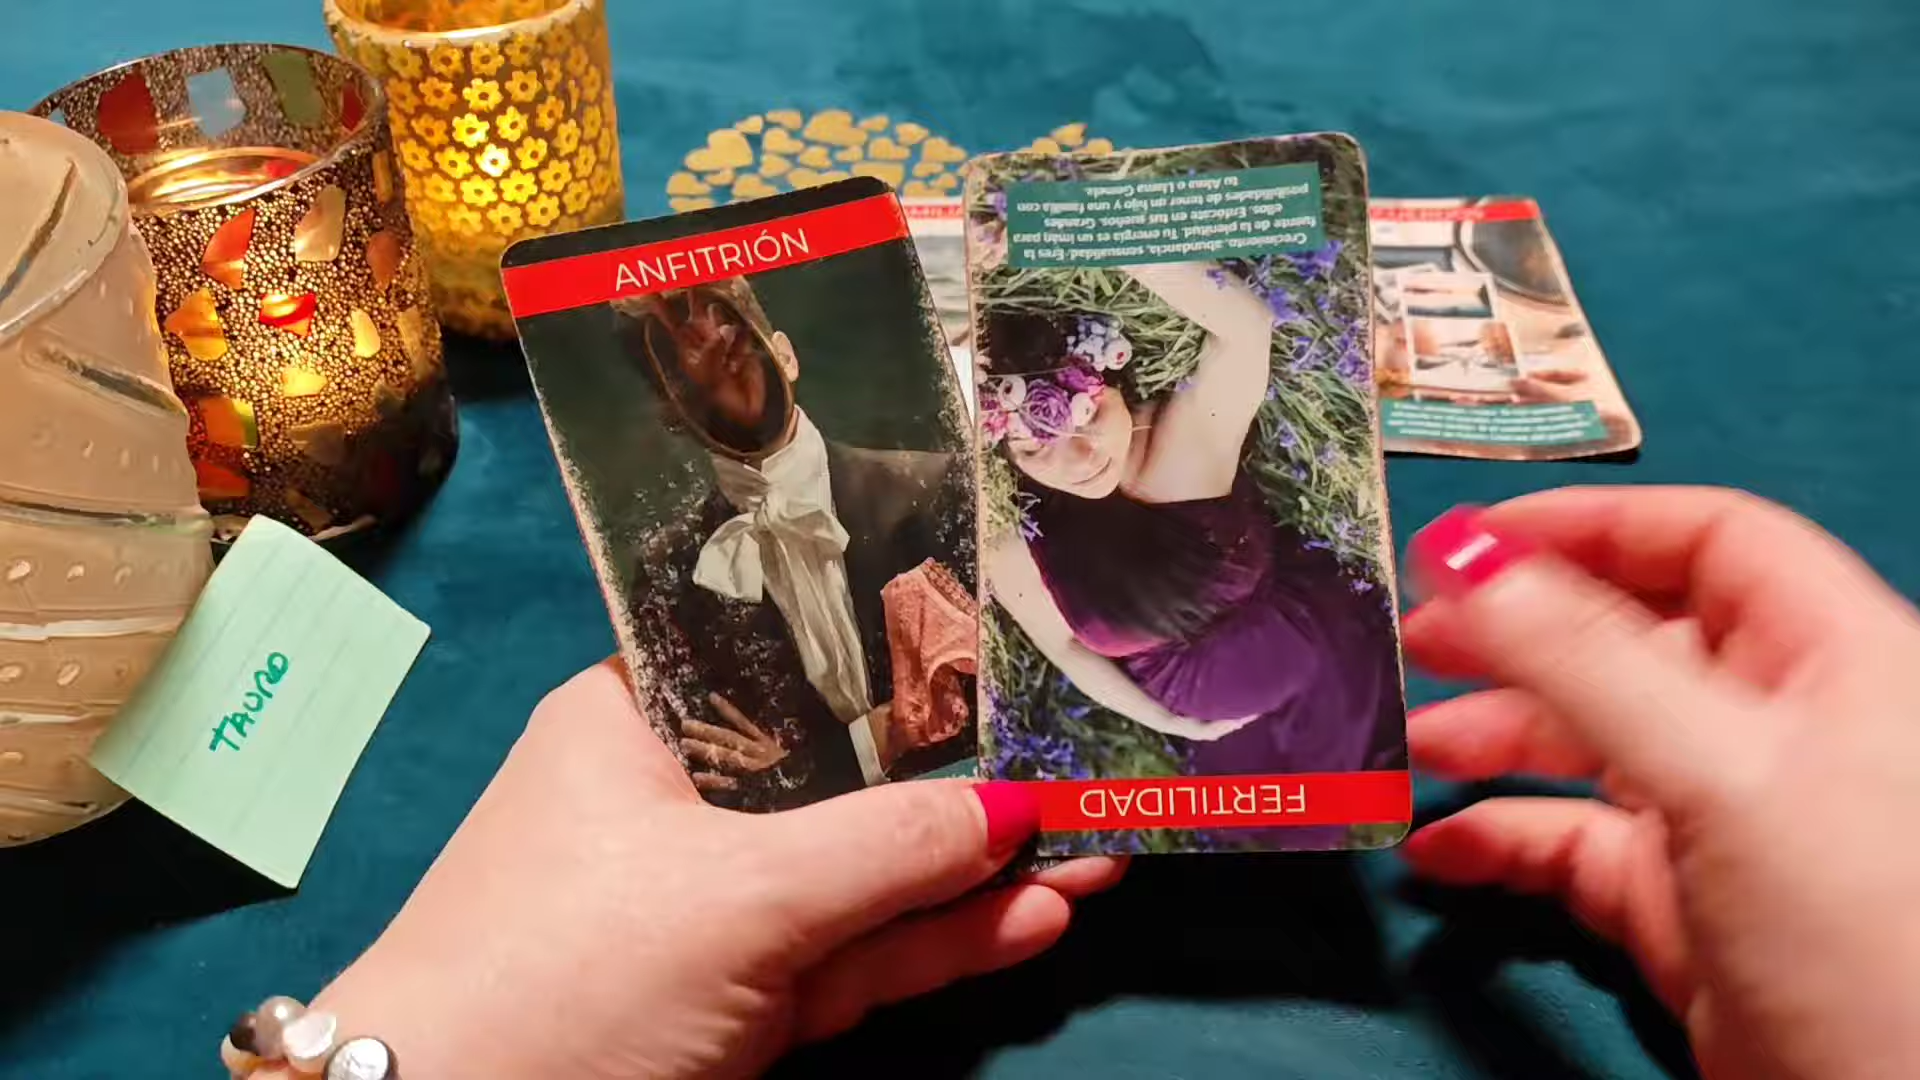 ANFITRIÓN
Crecimiento, abundancia, sensualidad. Eres la
fuente de la plenitud. Tu energía es un imán para
ellos. Enfócate en tus sueños. Grandes
posibilidades de tener un hijo y una familia con
tu Alma o Llama Gemela.
FERTILIDAD
TAURO